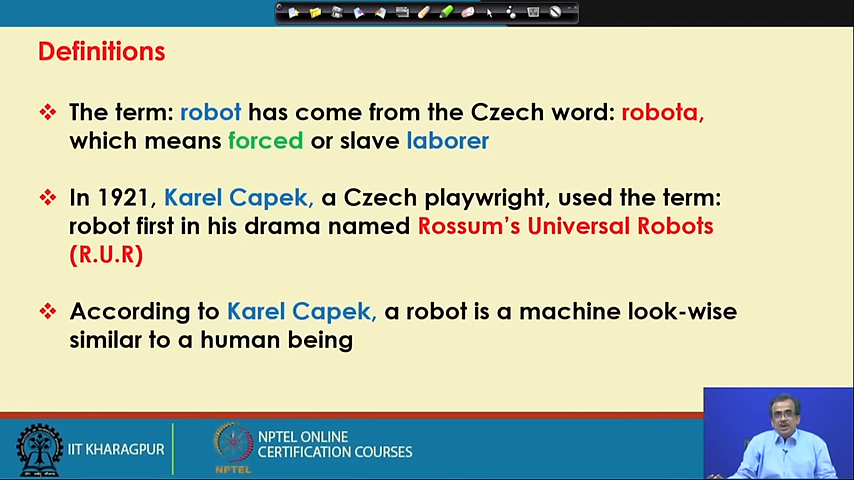 Definitions
The term: robot has come from the Czech word: robota,
which means forced or slave laborer
In 1921, Karel Capek, a Czech playwright, used the term:
robot first in his drama named Rossum's Universal Robots
(R.U.R)
According to Karel Capek, a robot is a machine look-wise
similar to a human being
IIT KHARAGPUR
NPTEL
NPTEL ONLINE
CERTIFICATION COURSES